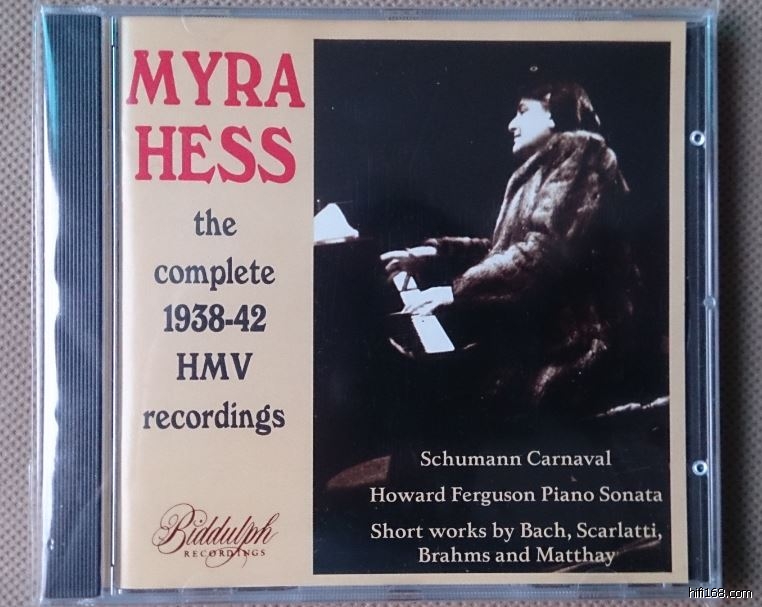 MYRA
HESS
the
complete
1938-42
HMV
recordings
Biddulph
RECORDINGS
Schumann Carnaval
Howard Ferguson Piano Sonata
Short works by Bach, Scarlatti,
Brahms and Matthay
hifi168.com